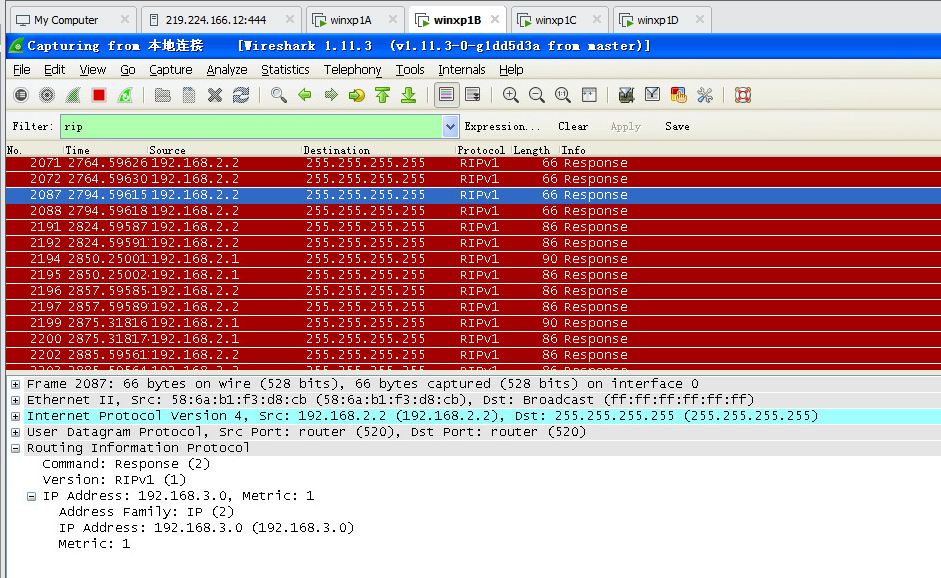 My Computer 219.224.166.12:444 winxp1A winxp1B winxp1C winxp1D
Capturing from 本地连接 [Wireshark 1.11.3 (v1.11.3-0-g1dd5d3a from master)]
File Edit View Go Capture Analyze Statistics Telephony Tools Internals Help
Filter: rip Expression... Clear Apply Save
No. Time Source Destination Protocol Length Info
2071 2764.59626 192.168.2.2 255.255.255.255 RIPv1 66 Response
2072 2764.59630 192.168.2.2 255.255.255.255 RIPv1 66 Response
2087 2794.59615 192.168.2.2 255.255.255.255 RIPv1 66 Response
2088 2794.59618 192.168.2.2 255.255.255.255 RIPv1 66 Response
2191 2824.59587 192.168.2.2 255.255.255.255 RIPv1 86 Response
2192 2824.59591 192.168.2.2 255.255.255.255 RIPv1 86 Response
2194 2850.25001 192.168.2.1 255.255.255.255 RIPv1 90 Response
2195 2850.25002 192.168.2.1 255.255.255.255 RIPv1 86 Response
2196 2857.59585 192.168.2.2 255.255.255.255 RIPv1 86 Response
2197 2857.59589 192.168.2.2 255.255.255.255 RIPv1 86 Response
2199 2875.31816 192.168.2.1 255.255.255.255 RIPv1 90 Response
2200 2875.31817 192.168.2.1 255.255.255.255 RIPv1 86 Response
2202 2885.59561 192.168.2.2 255.255.255.255 RIPv1 86 Response
Frame 2087: 66 bytes on wire (528 bits), 66 bytes captured (528 bits) on interface 0
Ethernet II, Src: 58:6a:b1:f3:d8:cb (58:6a:b1:f3:d8:cb), Dst: Broadcast (ff:ff:ff:ff:ff:ff)
Internet Protocol Version 4, Src: 192.168.2.2 (192.168.2.2), Dst: 255.255.255.255 (255.255.255.255)
User Datagram Protocol, Src Port: router (520), Dst Port: router (520)
Routing Information Protocol
Command: Response (2)
Version: RIPv1 (1)
IP Address: 192.168.3.0, Metric: 1
Address Family: IP (2)
IP Address: 192.168.3.0 (192.168.3.0)
Metric: 1